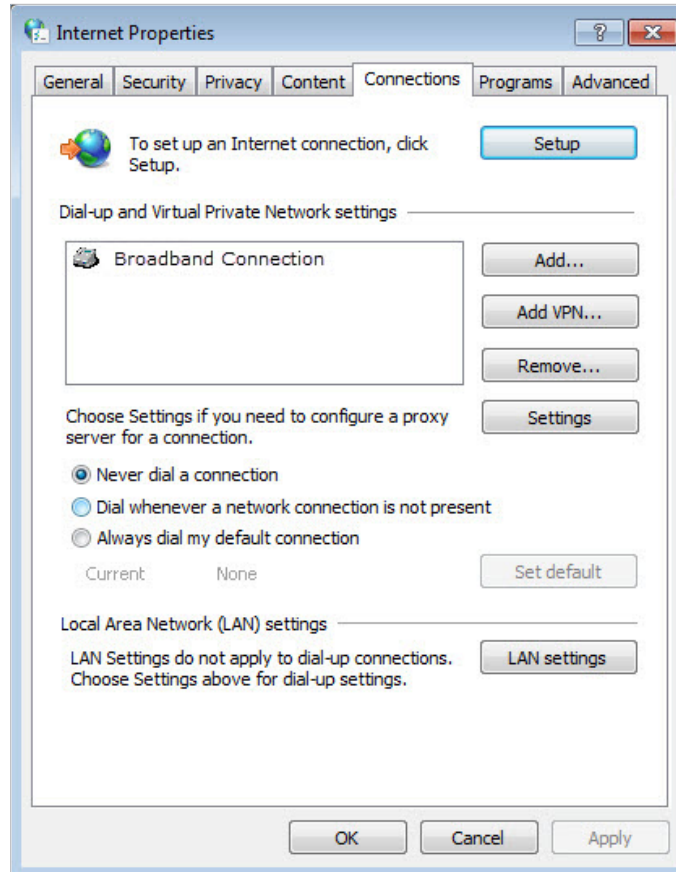 Internet Properties
General Security Privacy Content Connections Programs Advanced
To set up an Internet connection, click
Setup.
Setup
Dial-up and Virtual Private Network settings
Broadband Connection
Add...
Add VPN...
Remove...
Choose Settings if you need to configure a proxy
server for a connection.
Settings
Never dial a connection
Dial whenever a network connection is not present
Always dial my default connection
Current None
Set default
Local Area Network (LAN) settings
LAN Settings do not apply to dial-up connections.
Choose Settings above for dial-up settings.
LAN settings
OK Cancel Apply